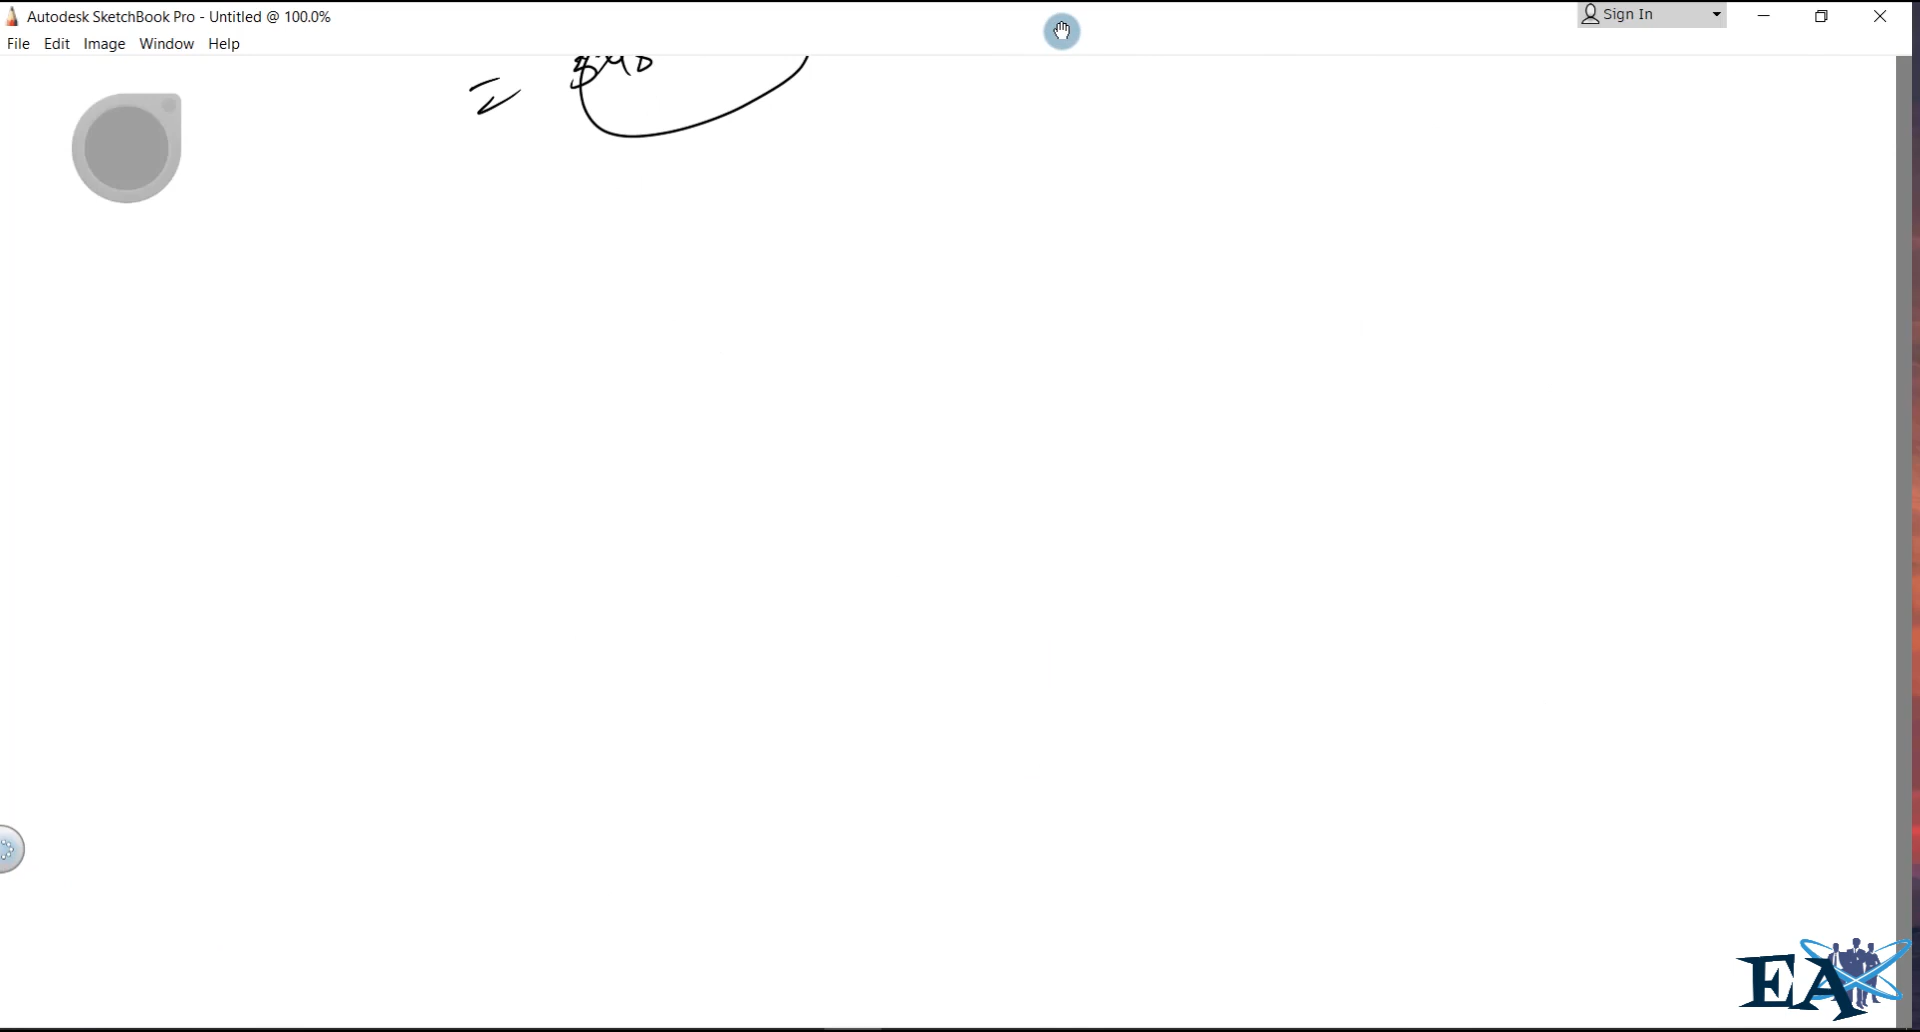 Autodesk SketchBook Pro - Untitled @ 100.0%
Sign In
File Edit Image Window Help
=
EA